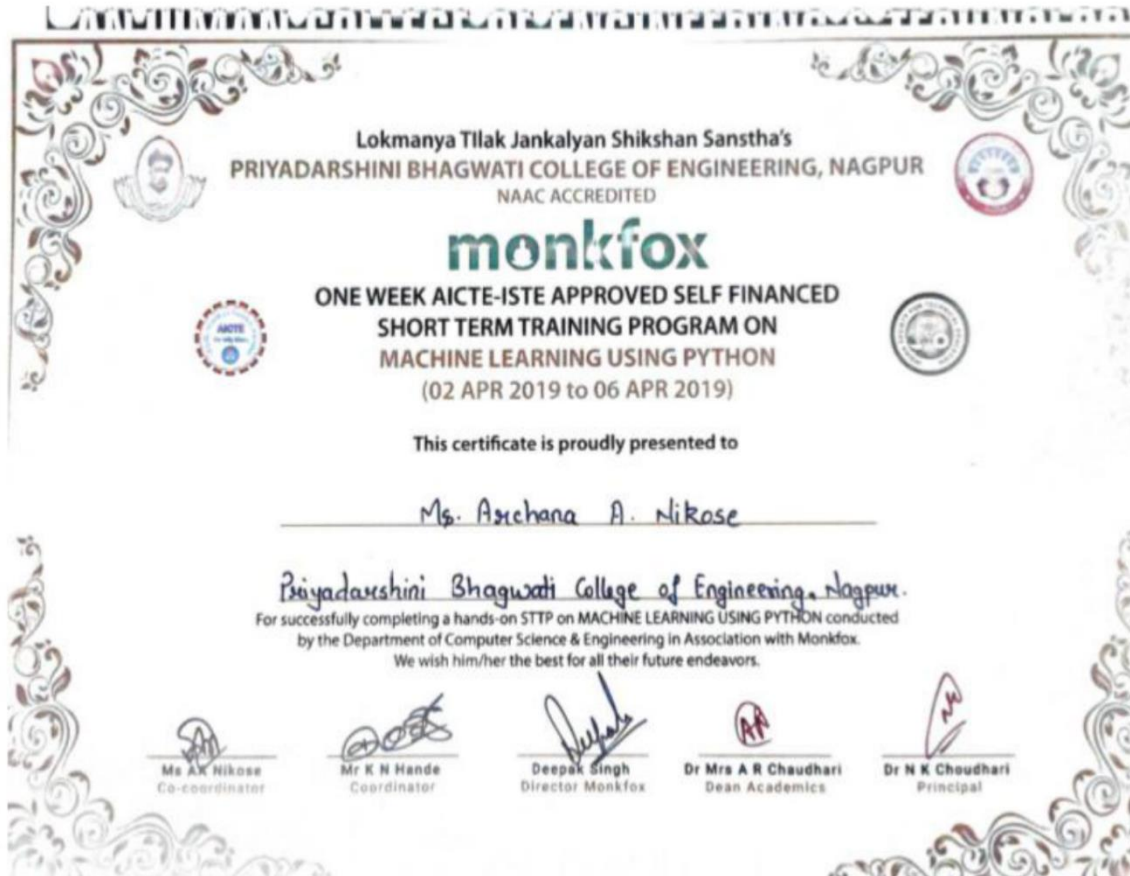 Lokmanya TIlak Jankalyan Shikshan Sanstha's
PRIYADARSHINI BHAGWATI COLLEGE OF ENGINEERING, NAGPUR
NAAC ACCREDITED
monkfox
ONE WEEK AICTE-ISTE APPROVED SELF FINANCED
SHORT TERM TRAINING PROGRAM ON
AICTE
MACHINE LEARNING USING PYTHON
(02 APR 2019 to 06 APR 2019)
This certificate is proudly presented to
Ms. Archana A. Nikose
Priyadarshini Bhagwati College of Engineering, Nagpur.
For successfully completing a hands-on STTP on MACHINE LEARNING USING PYTHON conducted
by the Department of Computer Science & Engineering in Association with Monkfox.
We wish him/her the best for all their future endeavors.
Ms A Nikose Mr K N Hande Deepak Singh Dr Mrs A R Chaudhari Dr N K Choudhari
Co-coordinator Coordinator Director Monkfox Dean Academics Principal